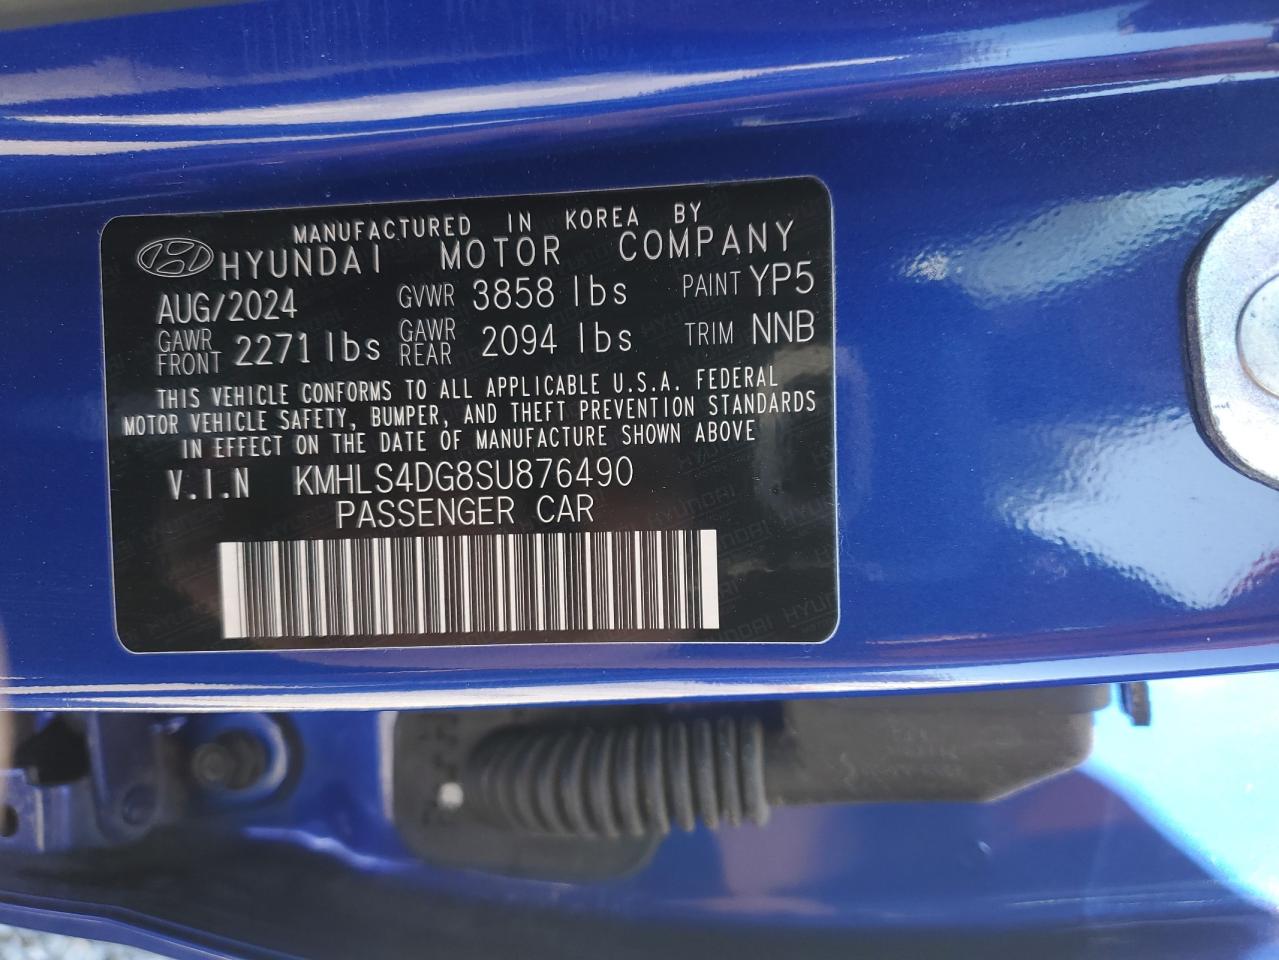 MANUFACTURED IN KOREA BY
HYUNDAI MOTOR COMPANY
AUG/2024 GVWR 3858 lbs PAINT YP5
GAWR FRONT 2271 lbs GAWR REAR 2094 lbs TRIM NNB
THIS VEHICLE CONFORMS TO ALL APPLICABLE U.S.A. FEDERAL
MOTOR VEHICLE SAFETY, BUMPER, AND THEFT PREVENTION STANDARDS
IN EFFECT ON THE DATE OF MANUFACTURE SHOWN ABOVE
V.I.N KMHLS4DG8SU876490
PASSENGER CAR